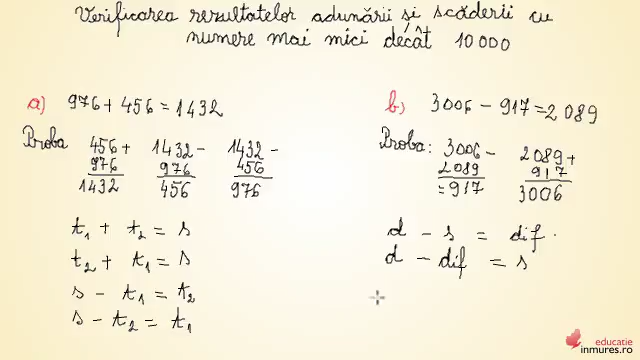 Verificarea rezultatelor adunării și scăderii cu
numere mai mici decât 10 000
a) 976 + 456 = 1432
Proba 456 + 1432 - 1432 -
976 976 456
1432 456 976
t₁ + t₂ = s
t₂ + t₁ = s
s - t₁ = t₂
s - t₂ = t₁
b) 3006 - 917 = 2089
Proba: 3006 - 2089 +
2089 917
= 917 3006
d - s = dif.
d - dif = s
educatie
inmures.ro